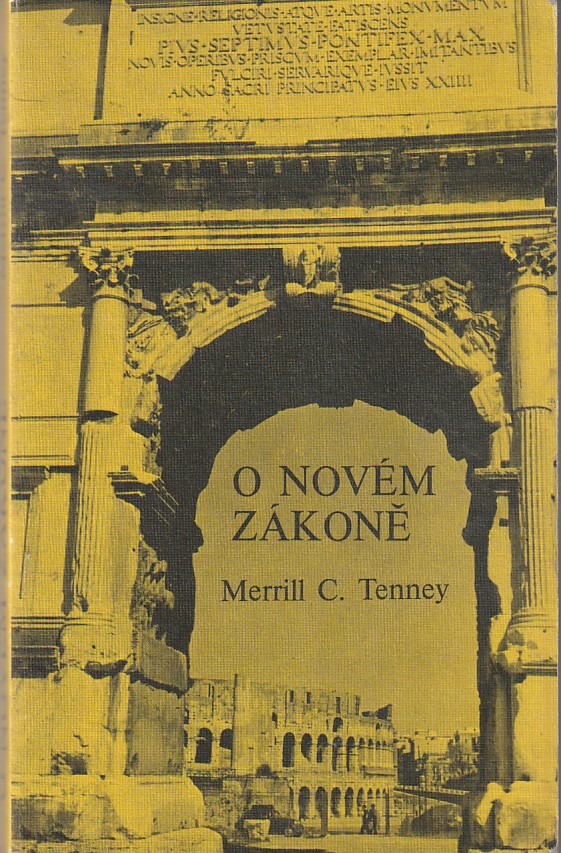 INSIGNE·RELIGIONIS·ATQVE·ARTIS·MONVMENTVM
VETVSTATE·FATISCENS
PIVS·SEPTIMVS·PONTIFEX·MAX
NOVIS·OPERIBVS·PRISCVM·EXEMPLAR·IMITANTIBVS
FVLCIRI·SERVARIQVE·IVSSIT
ANNO·SACRI·PRINCIPATVS·EIVS·XXIIII
O NOVÉM
ZÁKONĚ
Merrill C. Tenney